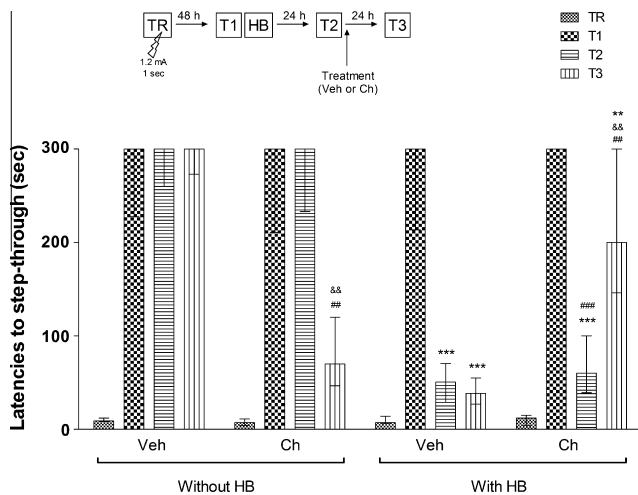 TR 48 h T1 HB 24 h T2 24 h T3
1.2 mA
1 sec
Treatment
(Veh or Ch)
TR
T1
T2
T3
Latencies to step-through (sec)
300
200
100
0
&&
##
***
***
###
***
**
&&
##
Veh Ch Veh Ch
Without HB With HB